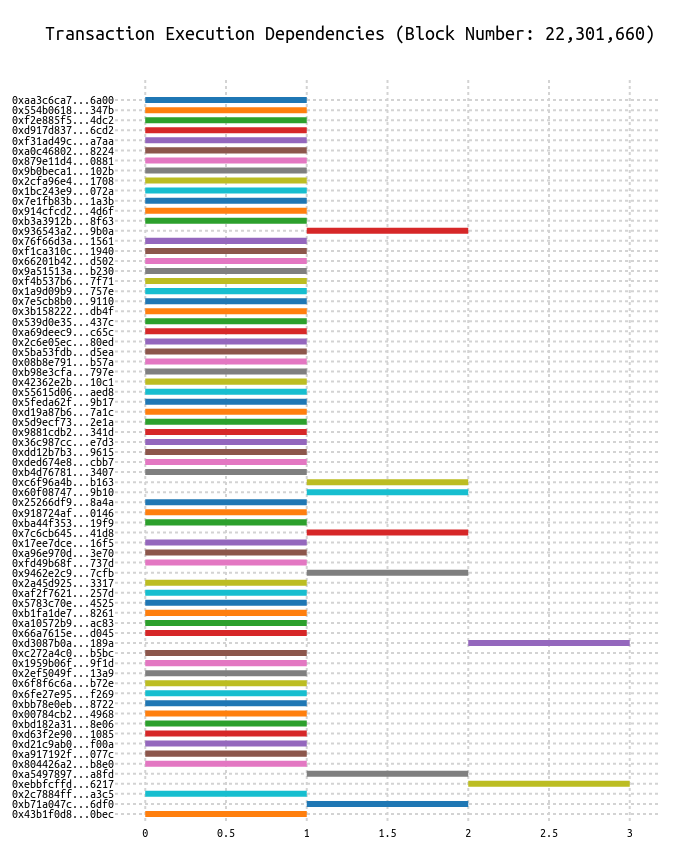 Transaction Execution Dependencies (Block Number: 22,301,660)
0xaa3c6ca7...6a00
0x554b0618...347b
0xf2e885f5...4dc2
0xd917d837...6cd2
0xf31ad49c...a7aa
0xa0c46802...8224
0x879e11d4...0881
0x9b0beca1...102b
0x2cfa96e4...1708
0x1bc243e9...072a
0x7e1fb83b...1a3b
0x914cfcd2...4d6f
0xb3a3912b...8f63
0x936543a2...9b0a
0x76f66d3a...1561
0xf1ca310c...1940
0x66201b42...d502
0x9a51513a...b230
0xf4b537b6...7f71
0x1a9d09b9...757e
0x7e5cb8b0...9110
0x3b158222...db4f
0x539d0e35...437c
0xa69deec9...c65c
0x2c6e05ec...80ed
0x5ba53fdb...d5ea
0x08b8e791...b57a
0xb98e3cfa...797e
0x42362e2b...10c1
0x55615d06...aed8
0x5feda62f...9b17
0xd19a87b6...7a1c
0x5d9ecf73...2e1a
0x9881cdb2...341d
0x36c987cc...e7d3
0xdd12b7b3...9615
0xded674e8...cbb7
0xb4d76781...3407
0xc6f96a4b...b163
0x60f08747...9b10
0x25266df9...8a4a
0x918724af...0146
0xba44f353...19f9
0x7c6cb645...41d8
0x17ee7dce...16f5
0xa96e970d...3e70
0xfd49b68f...737d
0x9462e2c9...7cfb
0x2a45d925...3317
0xaf2f7621...257d
0x5783c70e...4525
0xb1fa1de7...8261
0xa10572b9...ac83
0x66a7615e...d045
0xd3087b0a...189a
0xc272a4c0...b5bc
0x1959b06f...9f1d
0x2ef5049f...13a9
0x6f8f6c6a...b72e
0x6fe27e95...f269
0xbb78e0eb...8722
0x00784cb2...4968
0xbd182a31...8e06
0xd63f2e90...1085
0xd21c9ab0...f00a
0xa917192f...077c
0x804426a2...b8e0
0xa5497897...a8fd
0xebbfcffd...6217
0x2c7884ff...a3c5
0xb71a047c...6df0
0x43b1f0d8...0bec
0 0.5 1 1.5 2 2.5 3